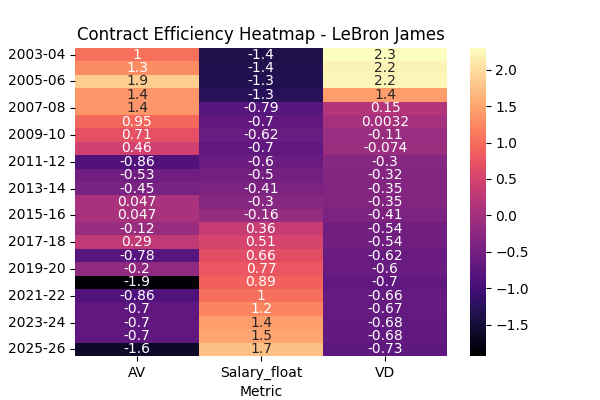 Contract Efficiency Heatmap - LeBron James
2003-04 1 -1.4 2.3
1.3 -1.4 2.2
2005-06 1.9 -1.3 2.2
1.4 -1.3 1.4
2007-08 1.4 -0.79 0.15
0.95 -0.7 0.0032
2009-10 0.71 -0.62 -0.11
0.46 -0.7 -0.074
2011-12 -0.86 -0.6 -0.3
-0.53 -0.5 -0.32
2013-14 -0.45 -0.41 -0.35
0.047 -0.3 -0.35
2015-16 0.047 -0.16 -0.41
-0.12 0.36 -0.54
2017-18 0.29 0.51 -0.54
-0.78 0.66 -0.62
2019-20 -0.2 0.77 -0.6
-1.9 0.89 -0.7
2021-22 -0.86 1 -0.66
-0.7 1.2 -0.67
2023-24 -0.7 1.4 -0.68
-0.7 1.5 -0.68
2025-26 -1.6 1.7 -0.73
AV Salary_float VD
Metric
2.0
1.5
1.0
0.5
0.0
−0.5
−1.0
−1.5